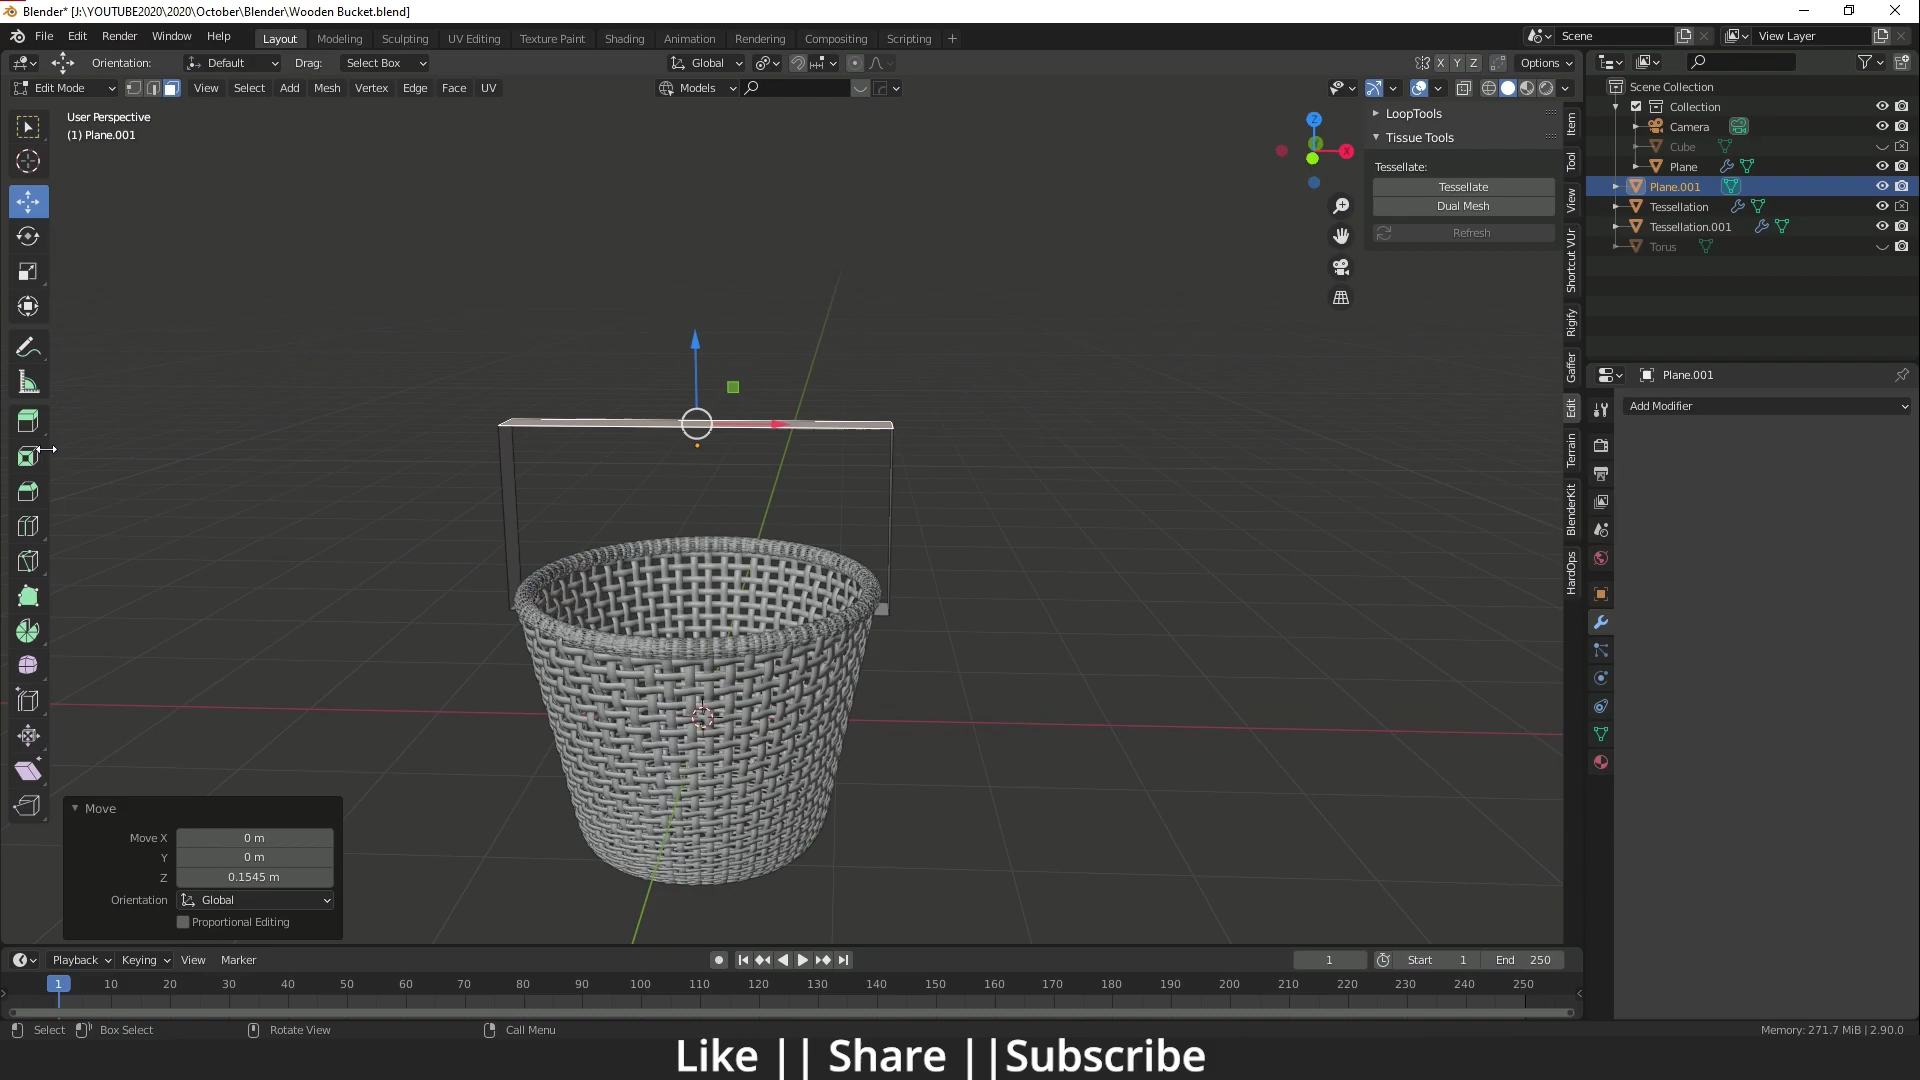 Blender* [J:\YOUTUBE2020\2020\October\Blender\Wooden Bucket.blend]
File Edit Render Window Help Layout Modeling Sculpting UV Editing Texture Paint Shading Animation Rendering Compositing Scripting + Scene View Layer
Orientation: Default Drag: Select Box Global X Y Z Options
Edit Mode View Select Add Mesh Vertex Edge Face UV Models
User Perspective
(1) Plane.001
Z
X
LoopTools
Tissue Tools
Tessellate:
Tessellate
Dual Mesh
Refresh
Item
Tool
View
Shortcut VUr
Rigify
Gaffer
Edit
Terrain
BlenderKit
HardOps
Scene Collection
Collection
Camera
Cube
Plane
Plane.001
Tessellation
Tessellation.001
Torus
Plane.001
Add Modifier
Move
Move X 0 m
Y 0 m
Z 0.1545 m
Orientation Global
Proportional Editing
Playback Keying View Marker 1 Start 1 End 250
1 10 20 30 40 50 60 70 80 90 100 110 120 130 140 150 160 170 180 190 200 210 220 230 240 250
Select Box Select Rotate View Call Menu Memory: 271.7 MiB | 2.90.0
Like || Share ||Subscribe